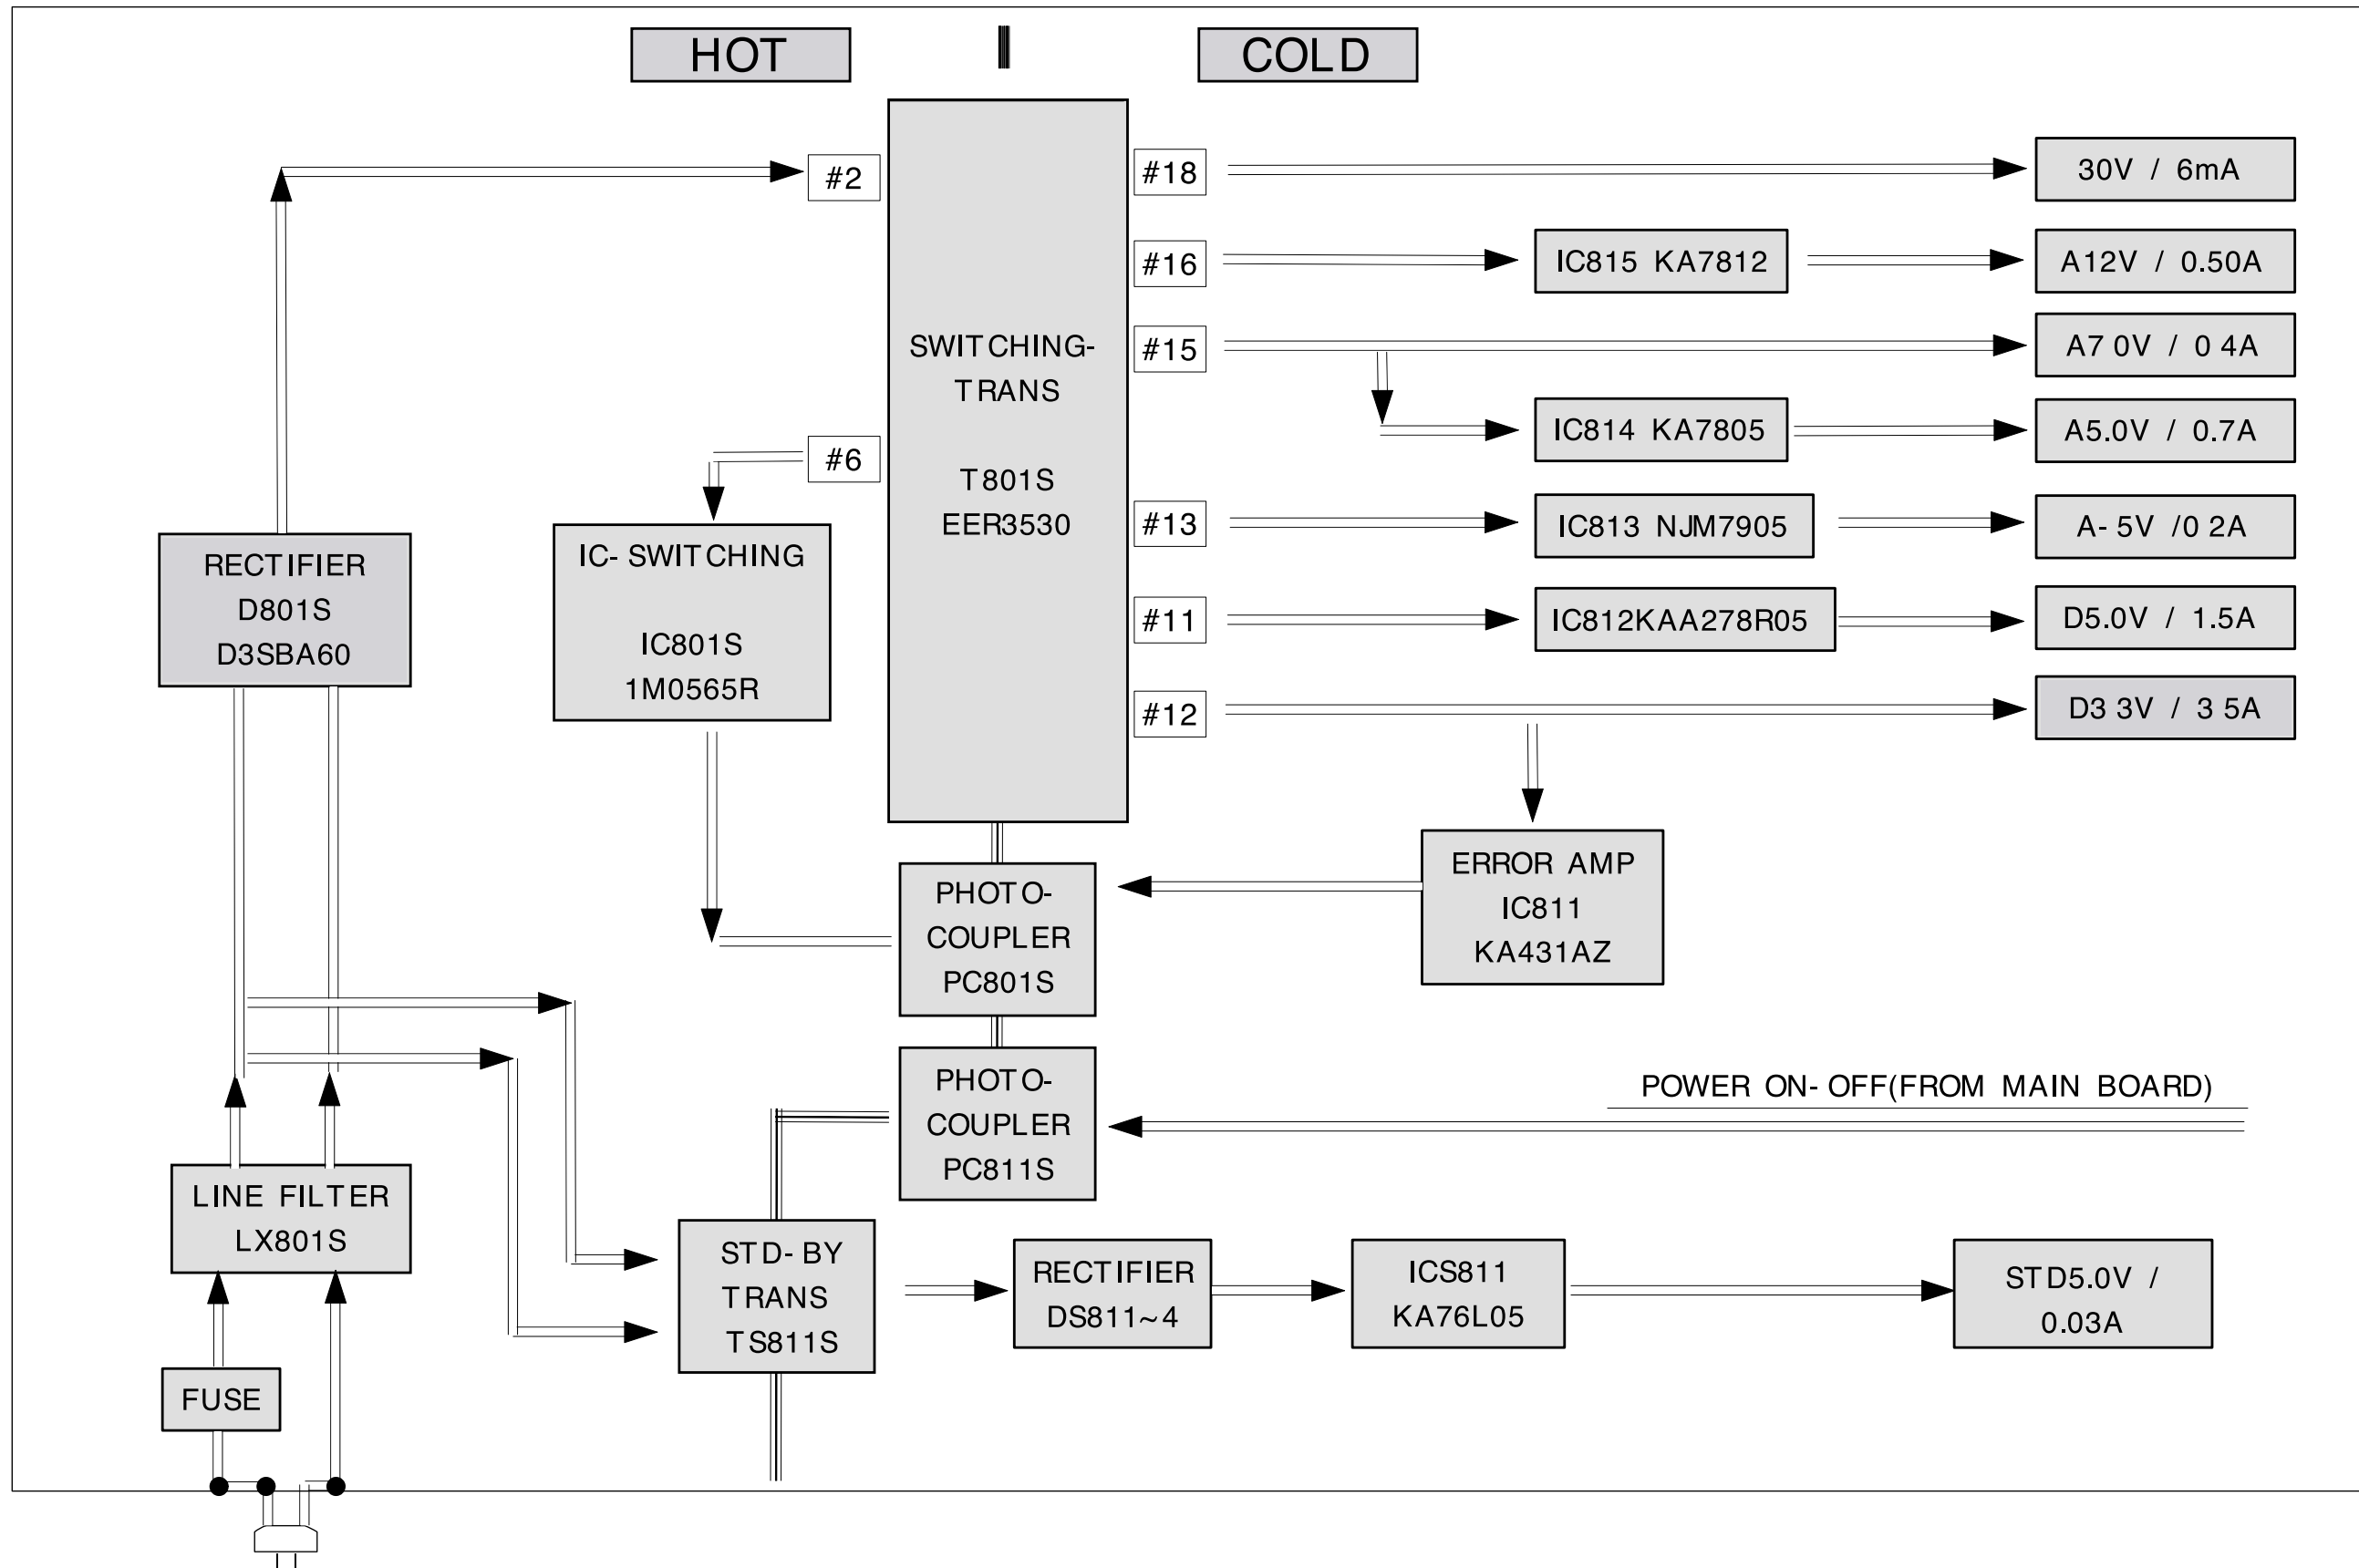 HOT
COLD
#2
#18
30V / 6mA
#16
IC815 KA7812
A12V / 0.50A
SWITCHING-
TRANS
T801S
EER3530
#15
A7 0V / 0 4A
IC814 KA7805
A5.0V / 0.7A
#6
#13
IC813 NJM7905
A- 5V /0 2A
RECTIFIER
D801S
D3SBA60
IC- SWITCHING
IC801S
1M0565R
#11
IC812KAA278R05
D5.0V / 1.5A
#12
D3 3V / 3 5A
PHOTO-
COUPLER
PC801S
ERROR AMP
IC811
KA431AZ
PHOTO-
COUPLER
PC811S
POWER ON- OFF(FROM MAIN BOARD)
LINE FILTER
LX801S
STD- BY
TRANS
TS811S
RECTIFIER
DS811~4
ICS811
KA76L05
STD5.0V /
0.03A
FUSE